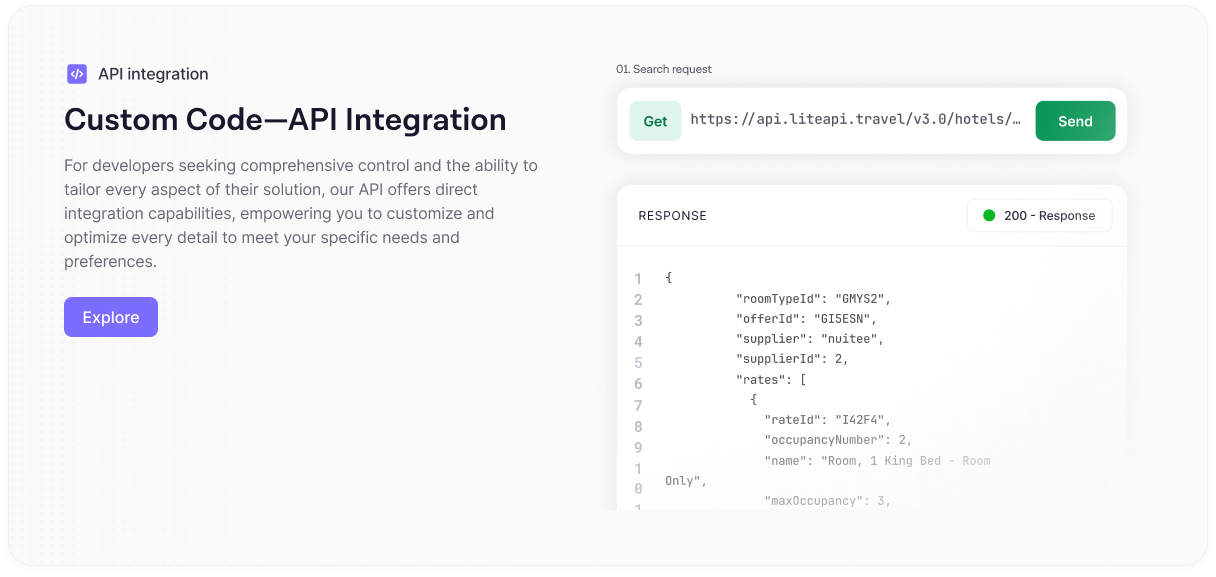 API integration
Custom Code—API Integration
For developers seeking comprehensive control and the ability to
tailor every aspect of their solution, our API offers direct
integration capabilities, empowering you to customize and
optimize every detail to meet your specific needs and
preferences.
Explore
01. Search request
Get
https://api.liteapi.travel/v3.0/hotels/…
Send
RESPONSE
200 - Response
1 {
2 "roomTypeId": "GMYS2",
3 "offerId": "GI5ESN",
4 "supplier": "nuitee",
5 "supplierId": 2,
6 "rates": [
7 {
8 "rateId": "I42F4",
9 "occupancyNumber": 2,
1 "name": "Room, 1 King Bed - Room
0 Only",
1 "maxOccupancy": 3,